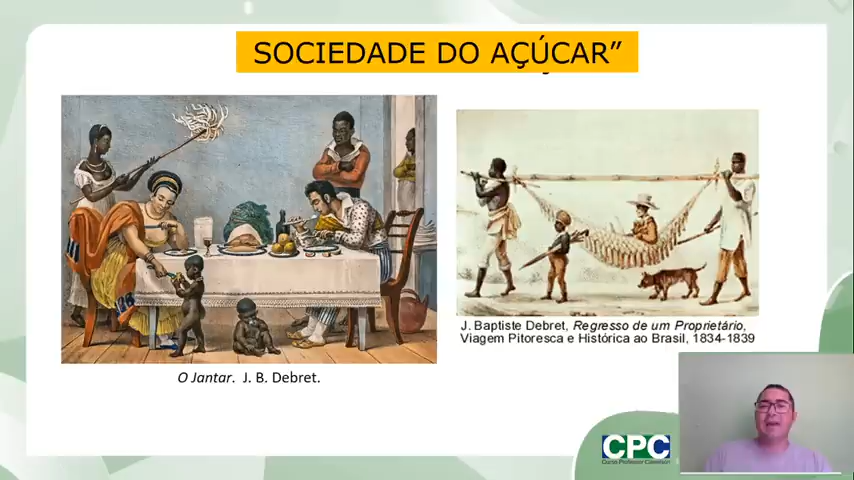 SOCIEDADE DO AÇÚCAR”
O Jantar. J. B. Debret.
J. Baptiste Debret, Regresso de um Proprietário,
Viagem Pitoresca e Histórica ao Brasil, 1834-1839
CPC